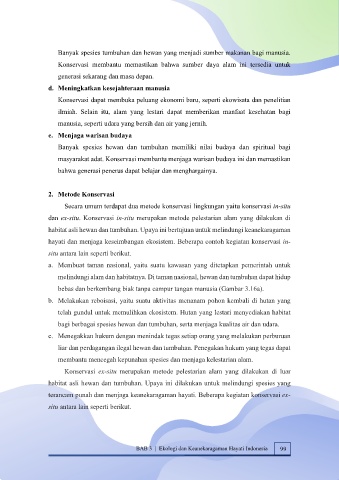 Banyak spesies tumbuhan dan hewan yang menjadi sumber makanan bagi manusia.
Konservasi membantu memastikan bahwa sumber daya alam ini tersedia untuk
generasi sekarang dan masa depan.
d. Meningkatkan kesejahteraan manusia
Konservasi dapat membuka peluang ekonomi baru, seperti ekowisata dan penelitian
ilmiah. Selain itu, alam yang lestari dapat memberikan manfaat kesehatan bagi
manusia, seperti udara yang bersih dan air yang jernih.
e. Menjaga warisan budaya
Banyak spesies hewan dan tumbuhan memiliki nilai budaya dan spiritual bagi
masyarakat adat. Konservasi membantu menjaga warisan budaya ini dan memastikan
bahwa generasi penerus dapat belajar dan menghargainya.
2. Metode Konservasi
Secara umum terdapat dua metode konservasi lingkungan yaitu konservasi in-situ
dan ex-situ. Konservasi in-situ merupakan metode pelestarian alam yang dilakukan di
habitat asli hewan dan tumbuhan. Upaya ini bertujuan untuk melindungi keanekaragaman
hayati dan menjaga keseimbangan ekosistem. Beberapa contoh kegiatan konservasi in-
situ antara lain seperti berikut.
a. Membuat taman nasional, yaitu suatu kawasan yang ditetapkan pemerintah untuk
melindungi alam dan habitatnya. Di taman nasional, hewan dan tumbuhan dapat hidup
bebas dan berkembang biak tanpa campur tangan manusia (Gambar 3.16a).
b. Melakukan reboisasi, yaitu suatu aktivitas menanam pohon kembali di hutan yang
telah gundul untuk memulihkan ekosistem. Hutan yang lestari menyediakan habitat
bagi berbagai spesies hewan dan tumbuhan, serta menjaga kualitas air dan udara.
c. Menegakkan hukum dengan menindak tegas setiap orang yang melakukan perburuan
liar dan perdagangan ilegal hewan dan tumbuhan. Penegakan hukum yang tegas dapat
membantu mencegah kepunahan spesies dan menjaga kelestarian alam.
Konservasi ex-situ merupakan metode pelestarian alam yang dilakukan di luar
habitat asli hewan dan tumbuhan. Upaya ini dilakukan untuk melindungi spesies yang
terancam punah dan menjaga keanekaragaman hayati. Beberapa kegiatan konservasi ex-
situ antara lain seperti berikut.
BAB 3 | Ekologi dan Keanekaragaman Hayati Indonesia 99